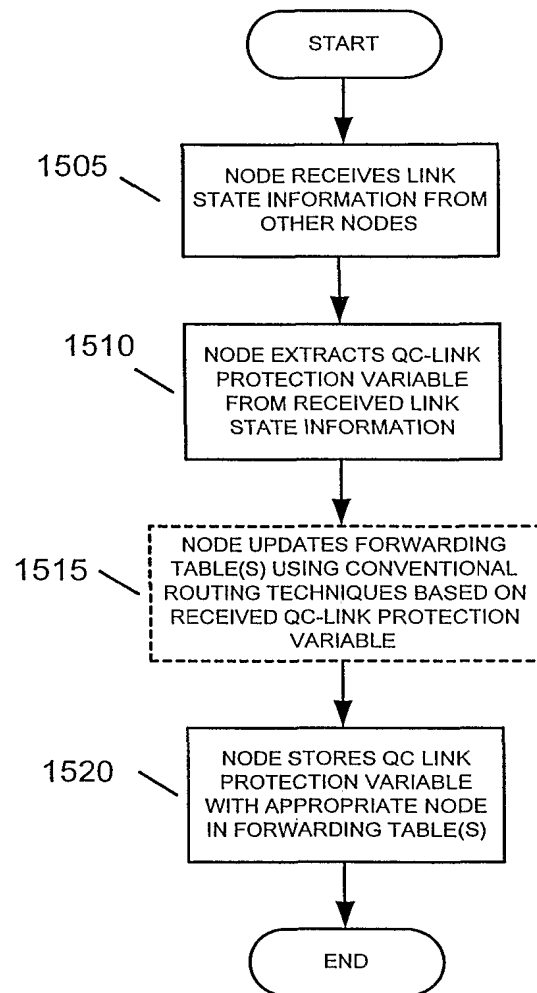 START
1505
NODE RECEIVES LINK
STATE INFORMATION FROM
OTHER NODES
1510
NODE EXTRACTS QC-LINK
PROTECTION VARIABLE
FROM RECEIVED LINK
STATE INFORMATION
1515
NODE UPDATES FORWARDING
TABLE(S) USING CONVENTIONAL
ROUTING TECHNIQUES BASED ON
RECEIVED QC-LINK PROTECTION
VARIABLE
1520
NODE STORES QC LINK
PROTECTION VARIABLE
WITH APPROPRIATE NODE
IN FORWARDING TABLE(S)
END